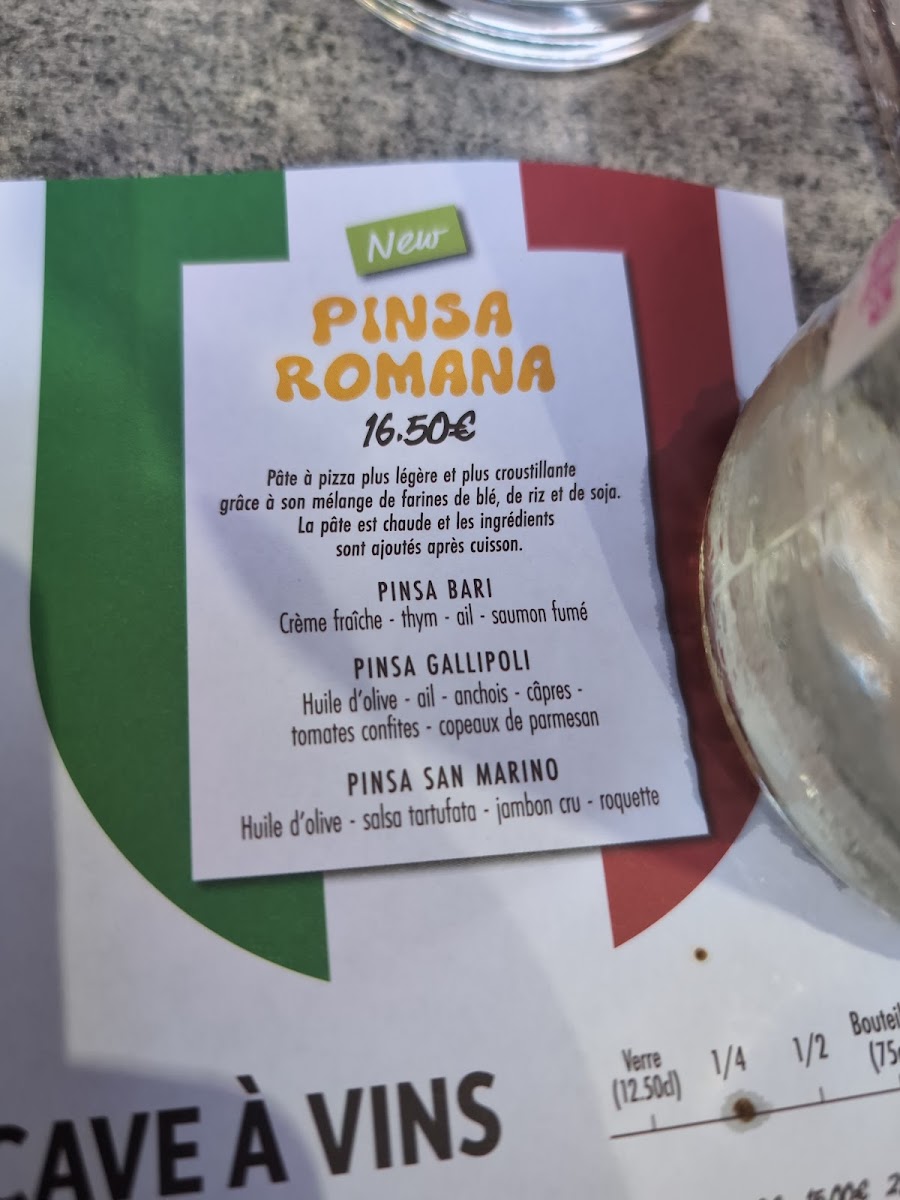 New
PINSA
ROMANA
16.50€
Pâte à pizza plus légère et plus croustillante
grâce à son mélange de farines de blé, de riz et de soja.
La pâte est chaude et les ingrédients
sont ajoutés après cuisson.
PINSA BARI
Crème fraîche - thym - ail - saumon fumé
PINSA GALLIPOLI
Huile d'olive - ail - anchois - câpres -
tomates confites - copeaux de parmesan
PINSA SAN MARINO
Huile d'olive - salsa tartufata - jambon cru - roquette
CAVE À VINS
Verre 1/4 1/2 Bouteil
(12.50cl) (75c